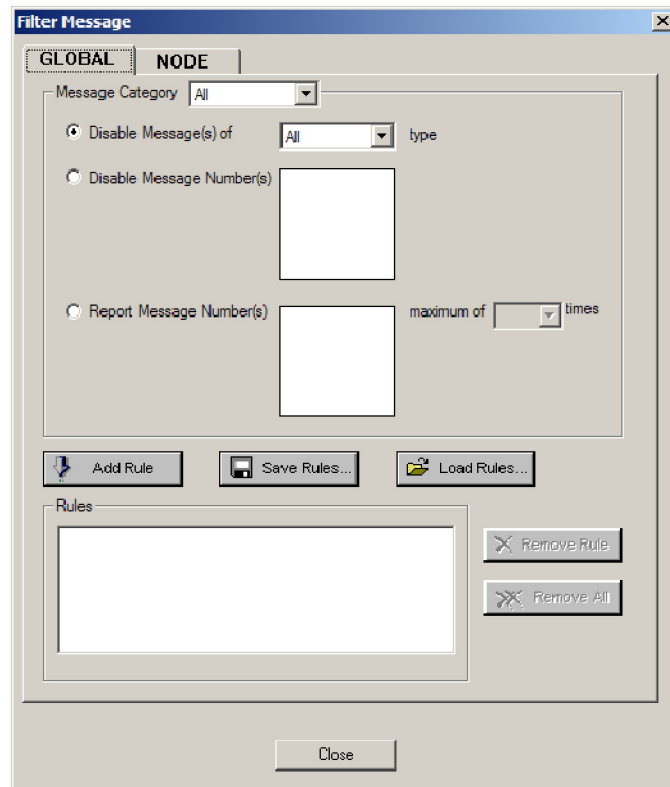 Filter Message
GLOBAL NODE
Message Category All
Disable Message(s) of All type
Disable Message Number(s)
Report Message Number(s) maximum of times
Add Rule Save Rules... Load Rules...
Rules
Remove Rule
Remove All
Close